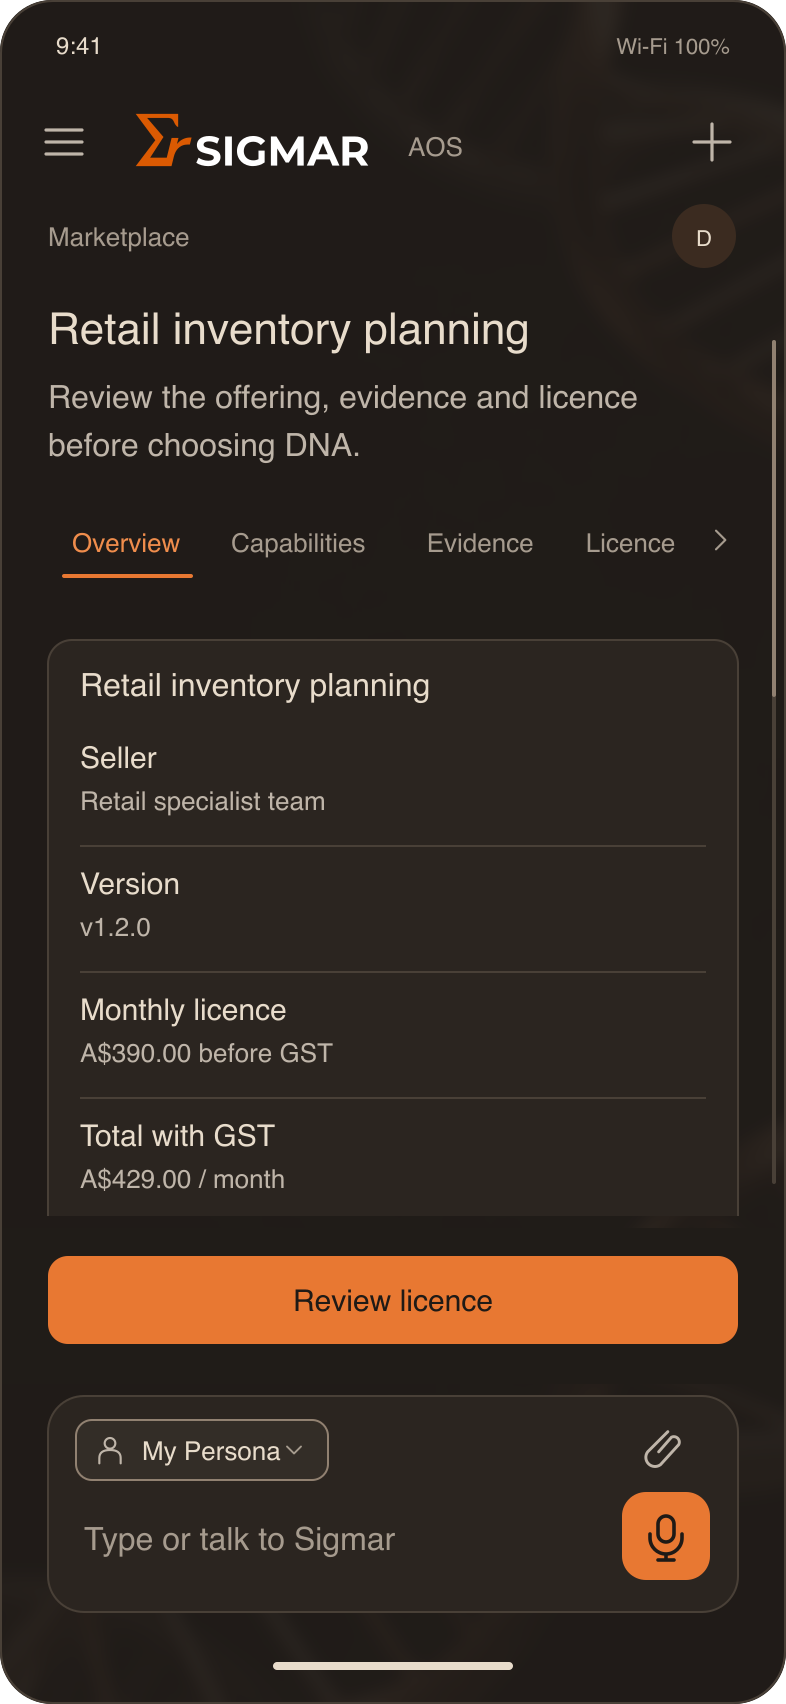 9:41
Wi-Fi 100%
Σr SIGMAR AOS
Marketplace
D
Retail inventory planning
Review the offering, evidence and licence
before choosing DNA.
Overview Capabilities Evidence Licence
Retail inventory planning
Seller
Retail specialist team
Version
v1.2.0
Monthly licence
A$390.00 before GST
Total with GST
A$429.00 / month
Review licence
My Persona
Type or talk to Sigmar